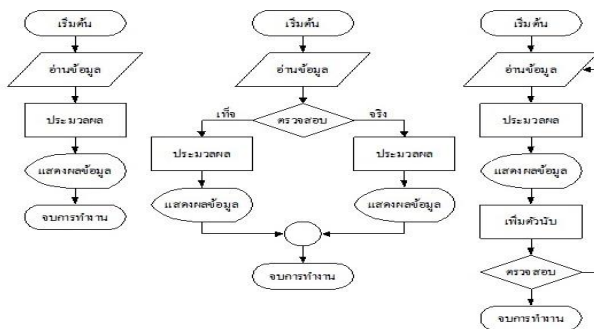 เริ่มต้น
อ่านข้อมูล
ประมวลผล
แสดงผลข้อมูล
จบการทำงาน
เริ่มต้น
อ่านข้อมูล
เท็จ
ตรวจสอบ
จริง
ประมวลผล
ประมวลผล
แสดงผลข้อมูล
แสดงผลข้อมูล
จบการทำงาน
เริ่มต้น
อ่านข้อมูล
ประมวลผล
แสดงผลข้อมูล
เพิ่มตัวนับ
ตรวจสอบ
จบการทำงาน